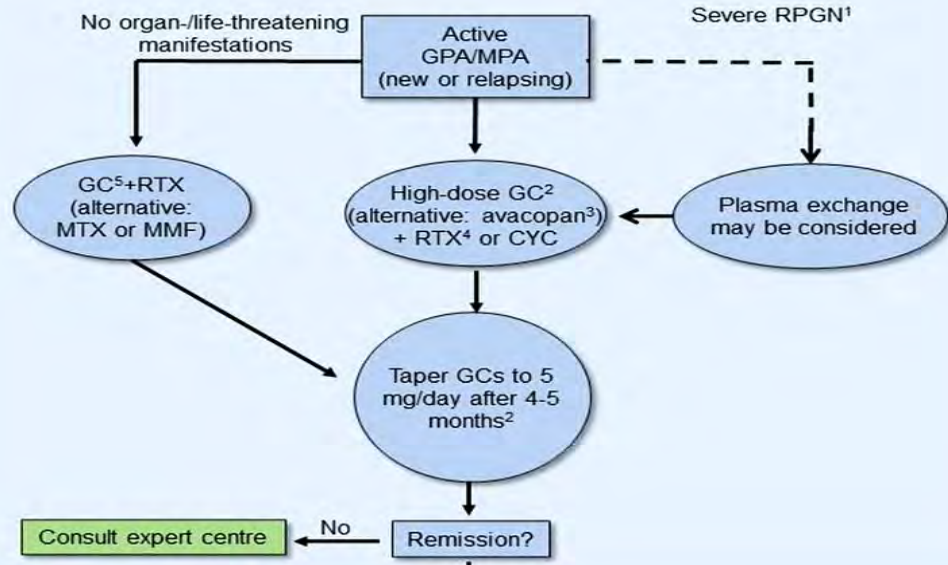 No organ-/life-threatening
manifestations
Active
GPA/MPA
(new or relapsing)
Severe RPGN¹
GC⁵+RTX
(alternative:
MTX or MMF)
High-dose GC²
(alternative: avacopan³)
+ RTX⁴ or CYC
Plasma exchange
may be considered
Taper GCs to 5
mg/day after 4-5
months²
Consult expert centre
No
Remission?